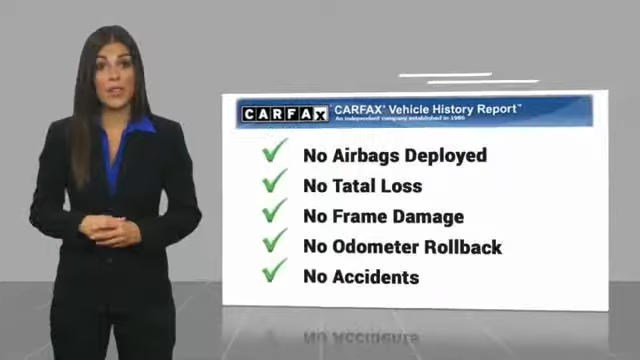 CARFAX CARFAX Vehicle History Report™
An independent company established in 1986
No Airbags Deployed
No Tatal Loss
No Frame Damage
No Odometer Rollback
No Accidents